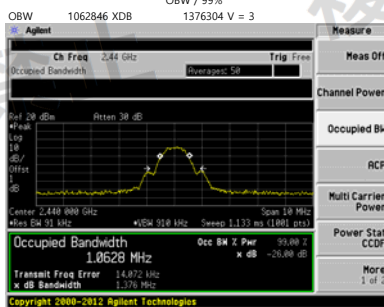 OBW / 99%
OBW 1062846 XDB 1376304 V = 3
Agilent
Measure
Ch Freq 2.44 GHz Trig Free
Occupied Bandwidth Averages: 50
Meas Off
Channel Power
Ref 20 dBm Atten 30 dB
#Peak
Log
10
dB/
Offst
1
dB
Occupied BW
ACP
Multi Carrier
Power
Center 2.440 000 GHz Span 10 MHz
#Res BW 91 kHz #VBW 910 kHz Sweep 1.133 ms (1001 pts)
Occupied Bandwidth Occ BW % Pwr 99.00 %
1.0628 MHz x dB -26.00 dB
Power Stat
CCDF
Transmit Freq Error 14.072 kHz
x dB Bandwidth 1.376 MHz
More
1 of 2
Copyright 2000-2012 Agilent Technologies